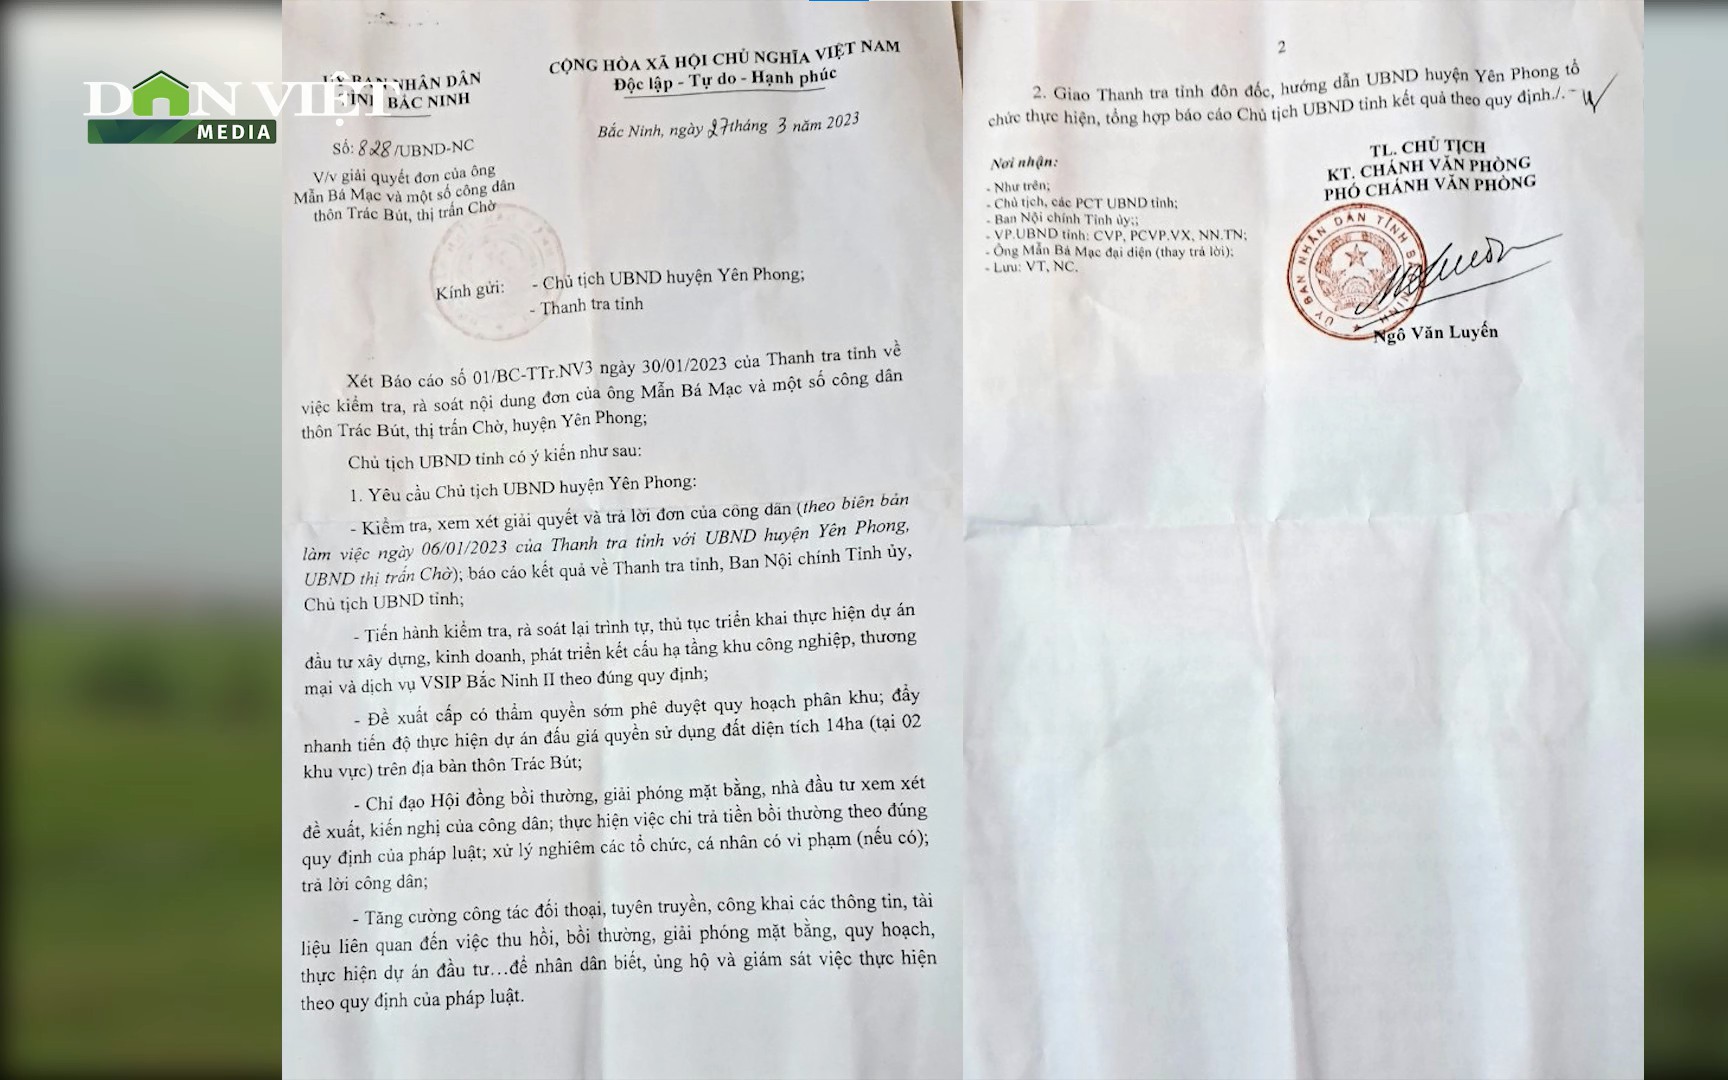 DÂN VIỆT
MEDIA
ỦY BAN NHÂN DÂN
TỈNH BẮC NINH
CỘNG HÒA XÃ HỘI CHỦ NGHĨA VIỆT NAM
Độc lập - Tự do - Hạnh phúc
Số: 828/UBND-NC
Bắc Ninh, ngày 27 tháng 3 năm 2023
V/v giải quyết đơn của ông
Mẫn Bá Mạc và một số công dân
thôn Trác Bút, thị trấn Chờ
Kính gửi:
- Chủ tịch UBND huyện Yên Phong;
- Thanh tra tỉnh
Xét Báo cáo số 01/BC-TTr.NV3 ngày 30/01/2023 của Thanh tra tỉnh về
việc kiểm tra, rà soát nội dung đơn của ông Mẫn Bá Mạc và một số công dân
thôn Trác Bút, thị trấn Chờ, huyện Yên Phong;
Chủ tịch UBND tỉnh có ý kiến như sau:
1. Yêu cầu Chủ tịch UBND huyện Yên Phong:
- Kiểm tra, xem xét giải quyết và trả lời đơn của công dân (theo biên bản
làm việc ngày 06/01/2023 của Thanh tra tỉnh với UBND huyện Yên Phong,
UBND thị trấn Chờ); báo cáo kết quả về Thanh tra tỉnh, Ban Nội chính Tỉnh ủy,
Chủ tịch UBND tỉnh;
- Tiến hành kiểm tra, rà soát lại trình tự, thủ tục triển khai thực hiện dự án
đầu tư xây dựng, kinh doanh, phát triển kết cấu hạ tầng khu công nghiệp, thương
mại và dịch vụ VSIP Bắc Ninh II theo đúng quy định;
- Đề xuất cấp có thẩm quyền sớm phê duyệt quy hoạch phân khu; đẩy
nhanh tiến độ thực hiện dự án đấu giá quyền sử dụng đất diện tích 14ha (tại 02
khu vực) trên địa bàn thôn Trác Bút;
- Chỉ đạo Hội đồng bồi thường, giải phóng mặt bằng, nhà đầu tư xem xét
đề xuất, kiến nghị của công dân; thực hiện việc chi trả tiền bồi thường theo đúng
quy định của pháp luật; xử lý nghiêm các tổ chức, cá nhân có vi phạm (nếu có);
trả lời công dân;
- Tăng cường công tác đối thoại, tuyên truyền, công khai các thông tin, tài
liệu liên quan đến việc thu hồi, bồi thường, giải phóng mặt bằng, quy hoạch,
thực hiện dự án đầu tư...để nhân dân biết, ủng hộ và giám sát việc thực hiện
theo quy định của pháp luật.
2
2. Giao Thanh tra tỉnh đôn đốc, hướng dẫn UBND huyện Yên Phong tổ
chức thực hiện, tổng hợp báo cáo Chủ tịch UBND tỉnh kết quả theo quy định./.
Nơi nhận:
- Như trên;
- Chủ tịch, các PCT UBND tỉnh;
- Ban Nội chính Tỉnh ủy;;
- VP.UBND tỉnh: CVP, PCVP.VX, NN.TN;
- Ông Mẫn Bá Mạc đại diện (thay trả lời);
- Lưu: VT, NC.
TL. CHỦ TỊCH
KT. CHÁNH VĂN PHÒNG
PHÓ CHÁNH VĂN PHÒNG
ỦY BAN NHÂN DÂN TỈNH BẮC NINH
Ngô Văn Luyến